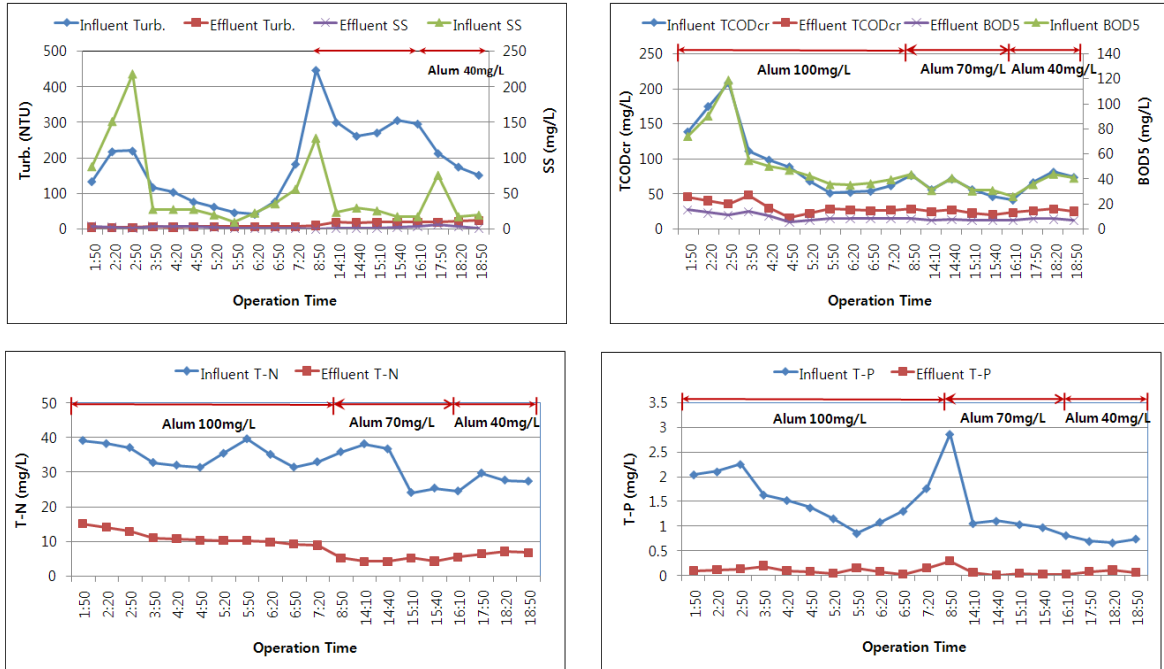 Influent Turb. Effluent Turb. Effluent SS Influent SS
500
450
400
300
200
100
0
250
200
150
100
50
0
Turb. (NTU)
SS (mg/L)
Alum 40mg/L
1:50 2:20 2:50 3:50 4:20 4:50 5:20 5:50 6:20 6:50 7:20 8:50 14:10 14:40 15:10 15:40 16:10 17:50 18:20 18:50
Operation Time
Influent TCODcr Effluent TCODcr Effluent BOD5 Influent BOD5
250
200
150
100
50
0
140
120
100
80
60
40
20
0
TCODcr (mg/L)
BOD5 (mg/L)
Alum 100mg/L Alum 70mg/L Alum 40mg/L
1:50 2:20 2:50 3:50 4:20 4:50 5:20 5:50 6:20 6:50 7:20 8:50 14:10 14:40 15:10 15:40 16:10 17:50 18:20 18:50
Operation Time
Influent T-N Effluent T-N
50
40
30
20
10
0
T-N (mg/L)
Alum 100mg/L Alum 70mg/L Alum 40mg/L
1:50 2:20 2:50 3:50 4:20 4:50 5:20 5:50 6:20 6:50 7:20 8:50 14:10 14:40 15:10 15:40 16:10 17:50 18:20 18:50
Operation Time
Influent T-P Effluent T-P
3.5
3
2.5
2
1.5
1
0.5
0
T-P (mg/L)
Alum 100mg/L Alum 70mg/L Alum 40mg/L
1:50 2:20 2:50 3:50 4:20 4:50 5:20 5:50 6:20 6:50 7:20 8:50 14:10 14:40 15:10 15:40 16:10 17:50 18:20 18:50
Operation Time